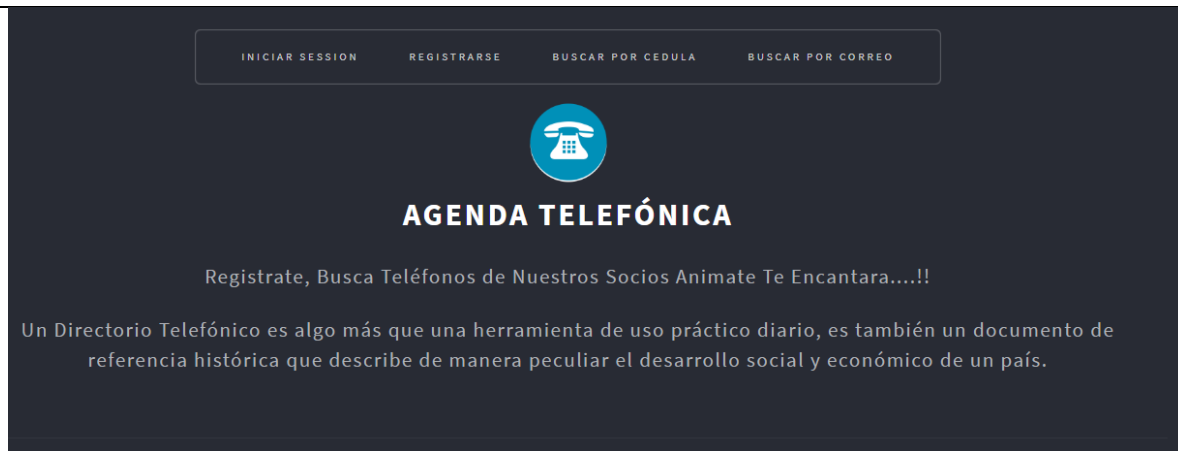 INICIAR SESSION REGISTRARSE BUSCAR POR CEDULA BUSCAR POR CORREO
AGENDA TELEFÓNICA
Registrate, Busca Teléfonos de Nuestros Socios Animate Te Encantara....!!
Un Directorio Telefónico es algo más que una herramienta de uso práctico diario, es también un documento de
referencia histórica que describe de manera peculiar el desarrollo social y económico de un país.